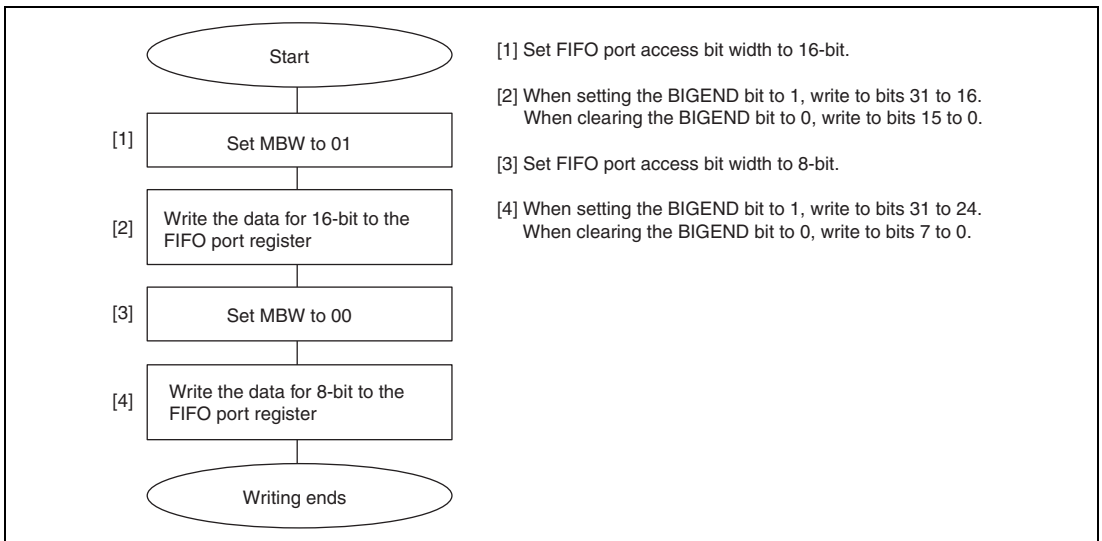 Start
[1]
Set MBW to 01
[2]
Write the data for 16-bit to the
FIFO port register
[3]
Set MBW to 00
[4]
Write the data for 8-bit to the
FIFO port register
Writing ends
[1] Set FIFO port access bit width to 16-bit.
[2] When setting the BIGEND bit to 1, write to bits 31 to 16.
When clearing the BIGEND bit to 0, write to bits 15 to 0.
[3] Set FIFO port access bit width to 8-bit.
[4] When setting the BIGEND bit to 1, write to bits 31 to 24.
When clearing the BIGEND bit to 0, write to bits 7 to 0.